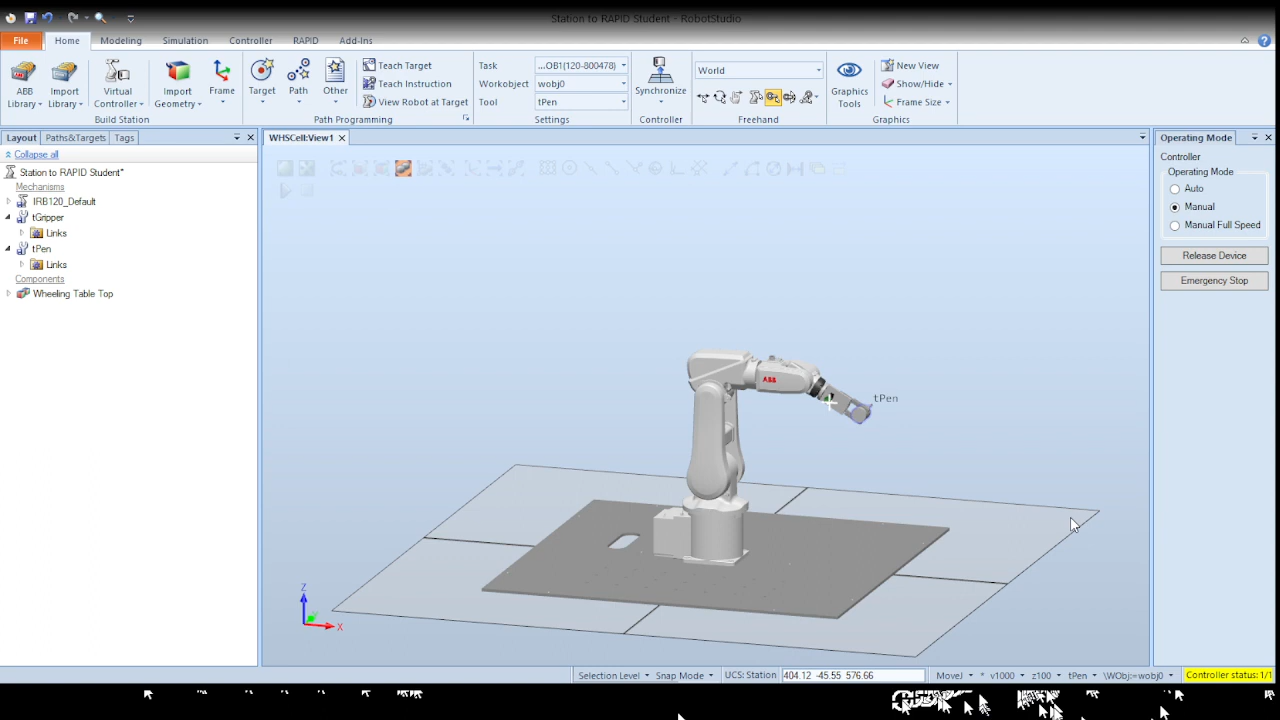 Station to RAPID Student - RobotStudio
File Home Modeling Simulation Controller RAPID Add-Ins
ABB Library
Import Library
Virtual Controller
Import Geometry
Frame
Build Station
Target
Path
Other
Teach Target
Teach Instruction
View Robot at Target
Path Programming
Task ...OB1(120-800478)
Workobject wobj0
Tool tPen
Settings
Synchronize
Controller
World
Freehand
Graphics Tools
New View
Show/Hide
Frame Size
Graphics
Layout Paths&Targets Tags
Collapse all
Station to RAPID Student*
Mechanisms
IRB120_Default
tGripper
Links
tPen
Links
Components
Wheeling Table Top
WHSCell:View1
ABB
tPen
Z
Y
X
Operating Mode
Controller
Operating Mode
Auto
Manual
Manual Full Speed
Release Device
Emergency Stop
Selection Level Snap Mode UCS: Station 404.12 -45.55 576.66 MoveJ * v1000 z100 tPen \WObj:=wobj0 Controller status: 1/1